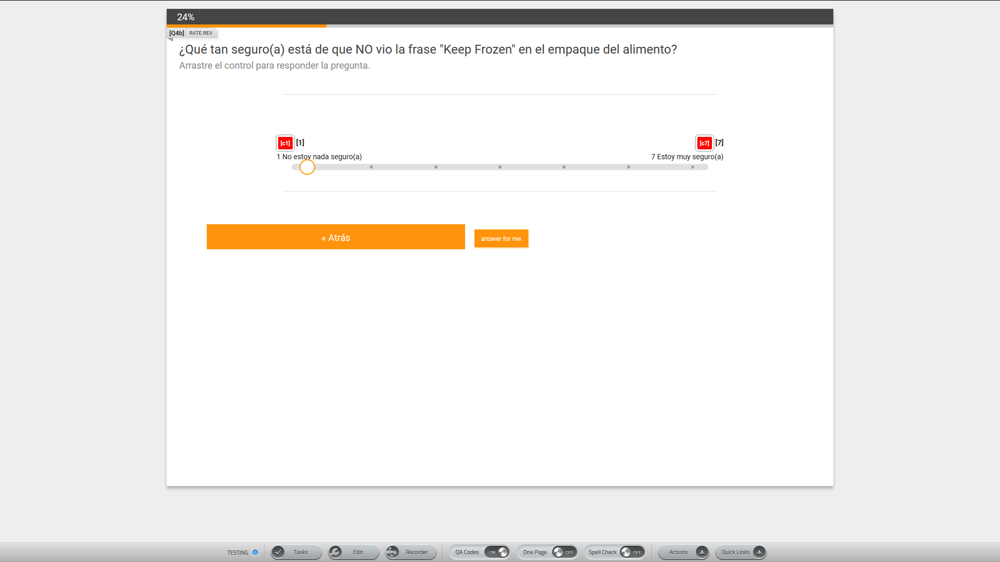 24%
[Q4b] RATE REV
¿Qué tan seguro(a) está de que NO vio la frase "Keep Frozen" en el empaque del alimento?
Arrastre el control para responder la pregunta.
[c1] [1]
[c7] [7]
1 No estoy nada seguro(a)
7 Estoy muy seguro(a)
« Atrás
answer for me
TESTING
Tasks
Edit
Recorder
QA Codes ON
One Page OFF
Spell Check OFF
Actions
Quick Links